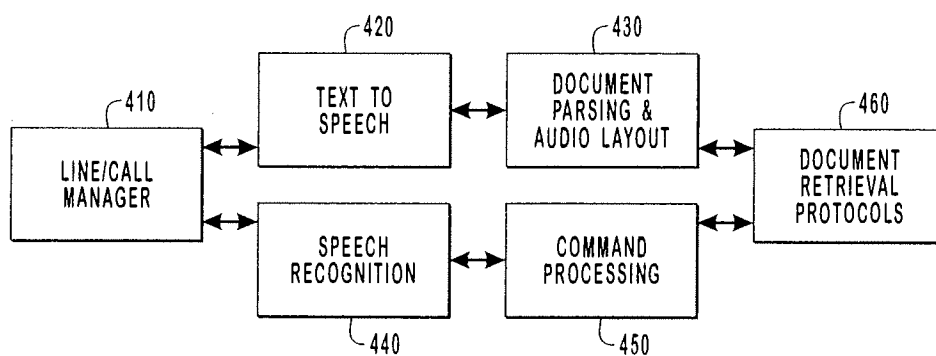 420
430
410
TEXT TO
SPEECH
DOCUMENT
PARSING &
AUDIO LAYOUT
460
LINE/CALL
MANAGER
DOCUMENT
RETRIEVAL
PROTOCOLS
SPEECH
RECOGNITION
COMMAND
PROCESSING
440
450